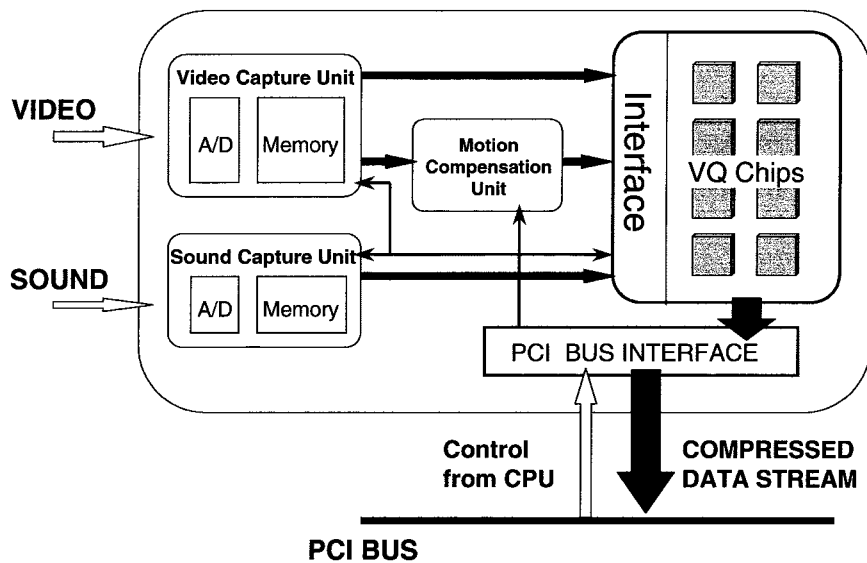 Video Capture Unit
VIDEO
A/D
Memory
Motion
Compensation
Unit
Interface
VQ Chips
Sound Capture Unit
SOUND
A/D
Memory
PCI BUS INTERFACE
Control
from CPU
COMPRESSED
DATA STREAM
PCI BUS